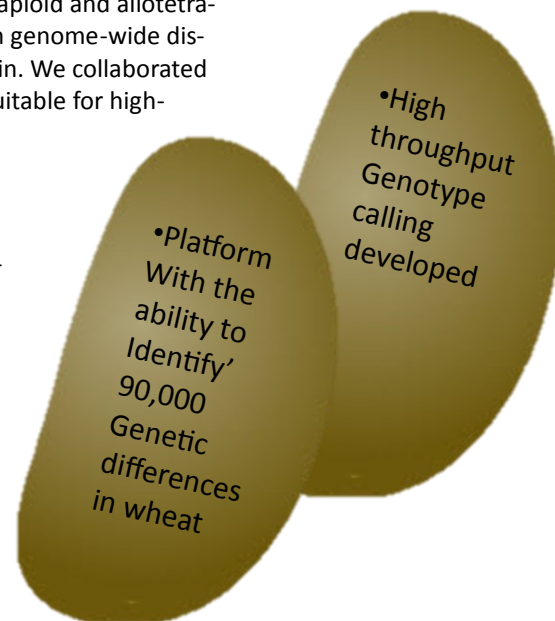 aploid and allotetra-
genome-wide dis-
in. We collaborated
uitable for high-
•High
throughput
Genotype
calling
developed
•Platform
With the
ability to
Identify’
90,000
Genetic
differences
in wheat